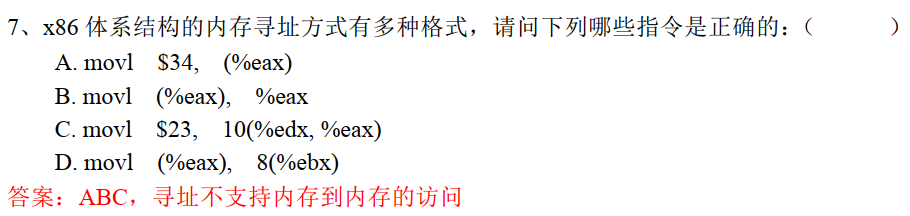 7、x86 体系结构的内存寻址方式有多种格式，请问下列哪些指令是正确的：（ ）
A. movl $34, (%eax)
B. movl (%eax), %eax
C. movl $23, 10(%edx, %eax)
D. movl (%eax), 8(%ebx)
答案：ABC，寻址不支持内存到内存的访问